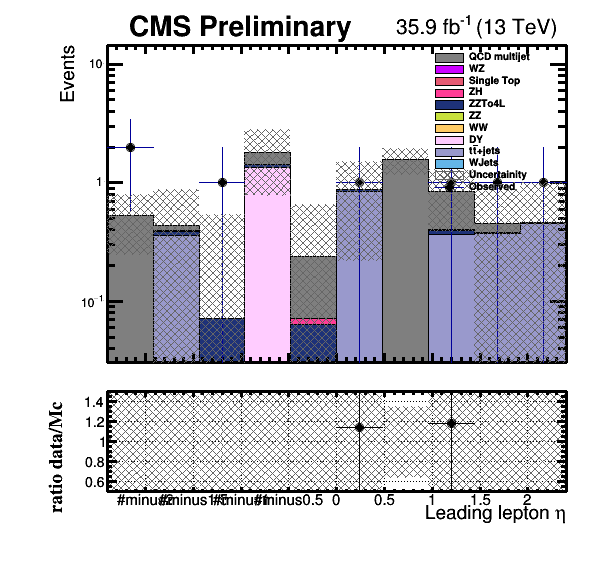 CMS Preliminary 35.9 fb⁻¹ (13 TeV)
Events
10
1
10⁻¹
QCD multijet
WZ
Single Top
ZH
ZZTo4L
ZZ
WW
DY
tt̄+jets
WJets
Uncertainity
Observed
ratio data/Mc
1.4
1.2
1
0.8
0.6
#minus2 #minus1.5 #minus1 #minus0.5 0 0.5 1 1.5 2
Leading lepton η